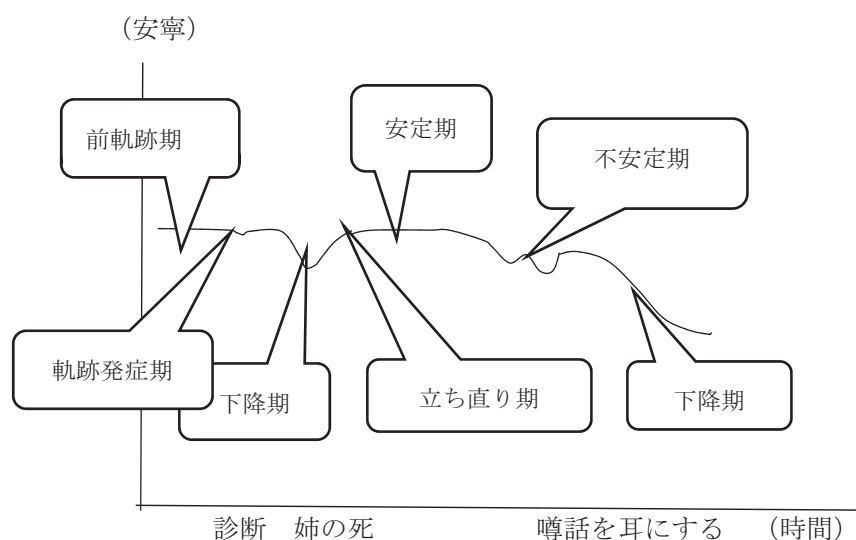 （安寧）
前軌跡期
安定期
不安定期
軌跡発症期
下降期
立ち直り期
下降期
診断 姉の死 噂話を耳にする （時間）